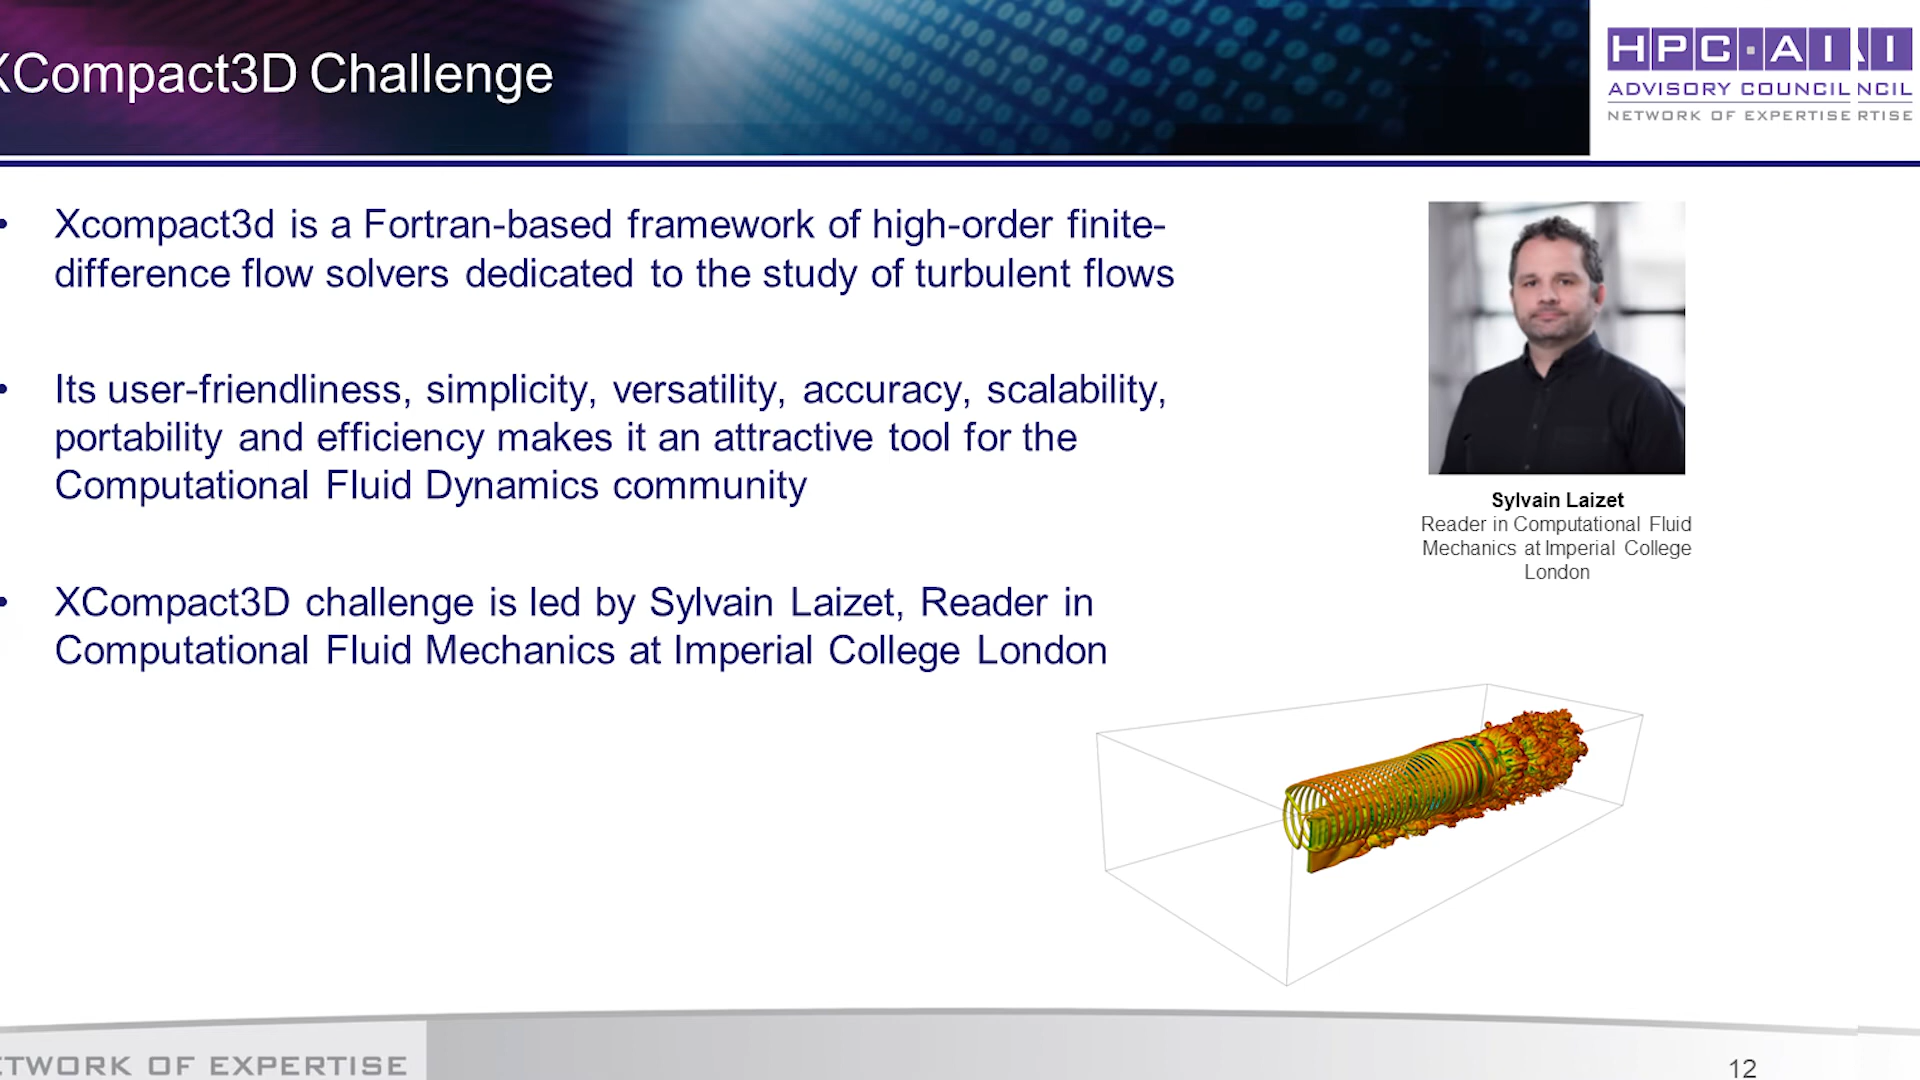 XCompact3D Challenge
HPC·AI AI
ADVISORY COUNCIL NCIL
NETWORK OF EXPERTISE RTISE
• Xcompact3d is a Fortran-based framework of high-order finite-
difference flow solvers dedicated to the study of turbulent flows
• Its user-friendliness, simplicity, versatility, accuracy, scalability,
portability and efficiency makes it an attractive tool for the
Computational Fluid Dynamics community
• XCompact3D challenge is led by Sylvain Laizet, Reader in
Computational Fluid Mechanics at Imperial College London
Sylvain Laizet
Reader in Computational Fluid
Mechanics at Imperial College
London
ETWORK OF EXPERTISE
12